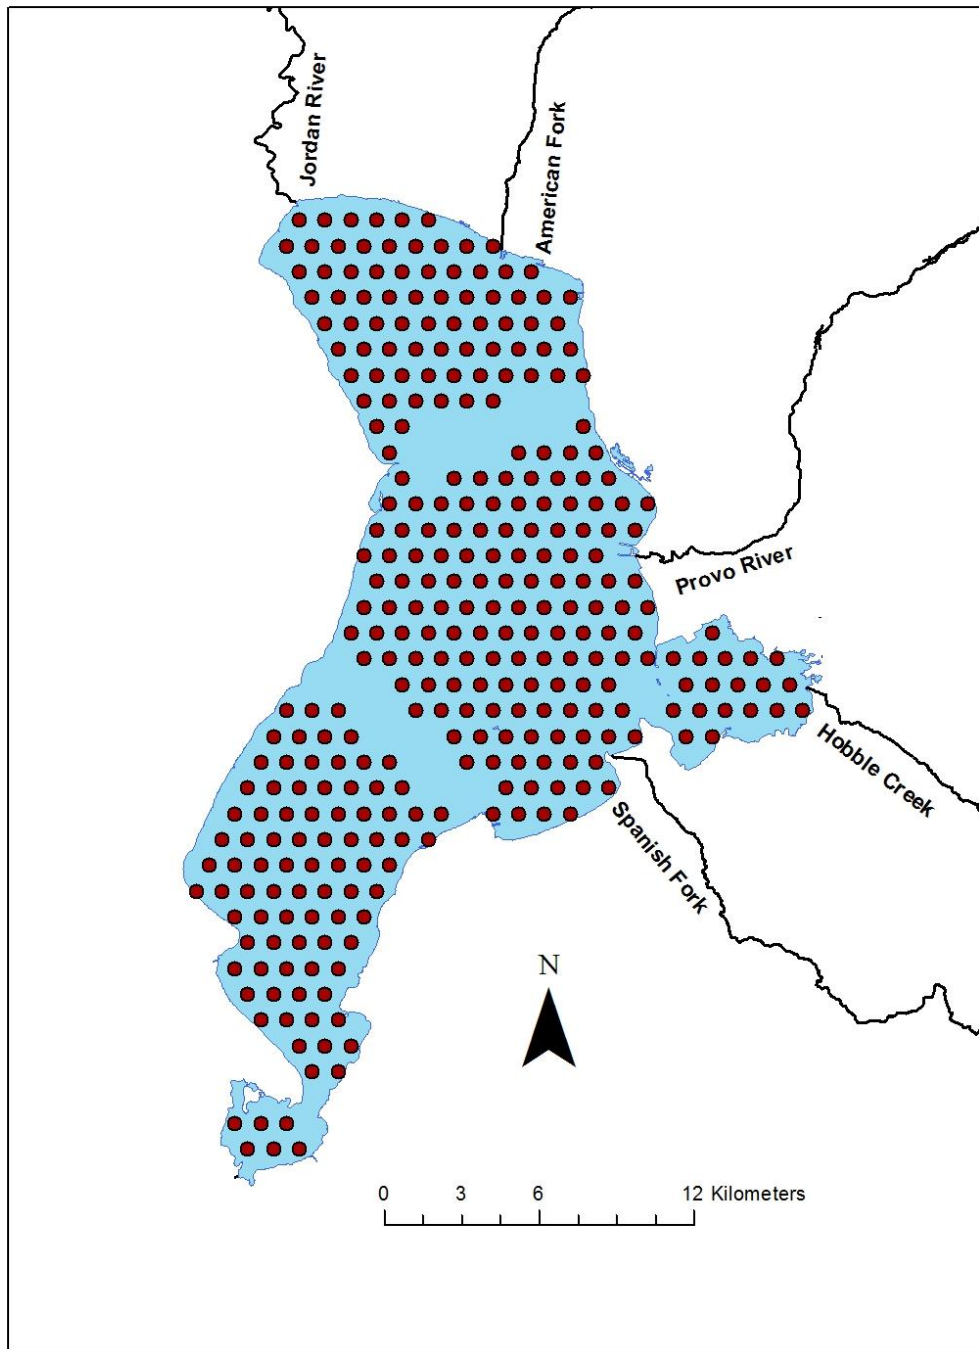 Jordan River
American Fork
Provo River
Hobble Creek
Spanish Fork
N
0 3 6 12 Kilometers